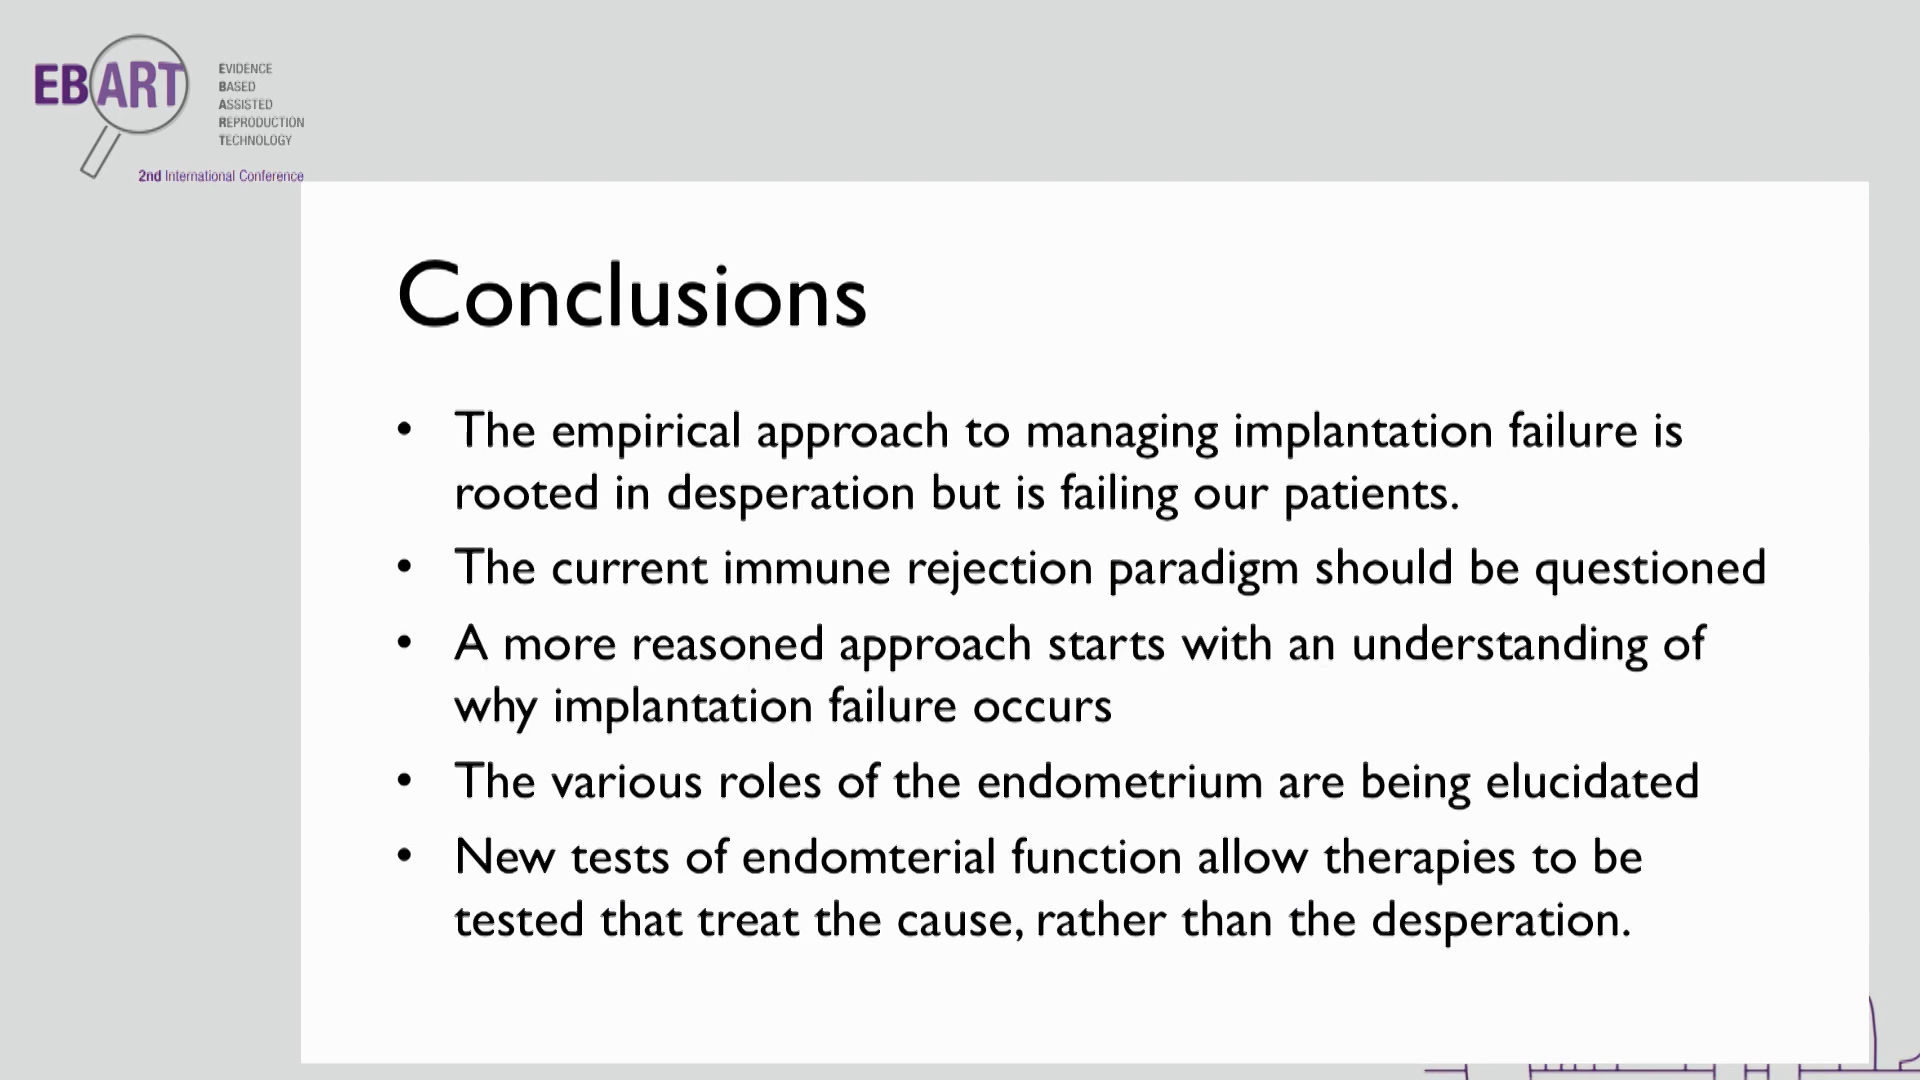 EBART
EVIDENCE
BASED
ASSISTED
REPRODUCTION
TECHNOLOGY
2nd International Conference
Conclusions
• The empirical approach to managing implantation failure is
rooted in desperation but is failing our patients.
• The current immune rejection paradigm should be questioned
• A more reasoned approach starts with an understanding of
why implantation failure occurs
• The various roles of the endometrium are being elucidated
• New tests of endomterial function allow therapies to be
tested that treat the cause, rather than the desperation.